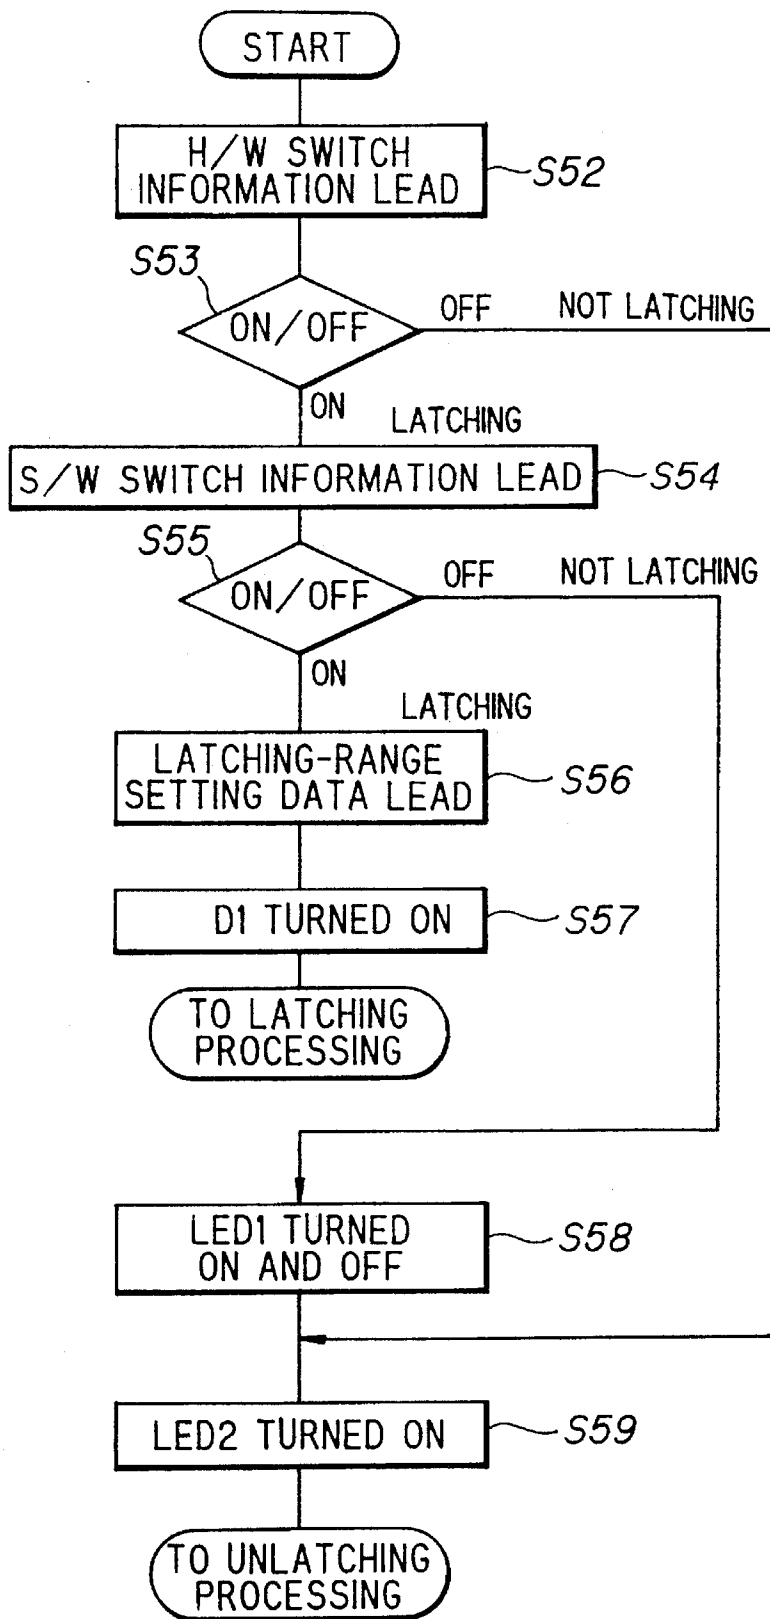 START
H/W SWITCH
INFORMATION LEAD
S52
S53
ON/OFF
OFF NOT LATCHING
ON
LATCHING
S/W SWITCH INFORMATION LEAD
S54
S55
ON/OFF
OFF NOT LATCHING
ON
LATCHING
LATCHING-RANGE
SETTING DATA LEAD
S56
D1 TURNED ON
S57
TO LATCHING
PROCESSING
LED1 TURNED
ON AND OFF
S58
LED2 TURNED ON
S59
TO UNLATCHING
PROCESSING